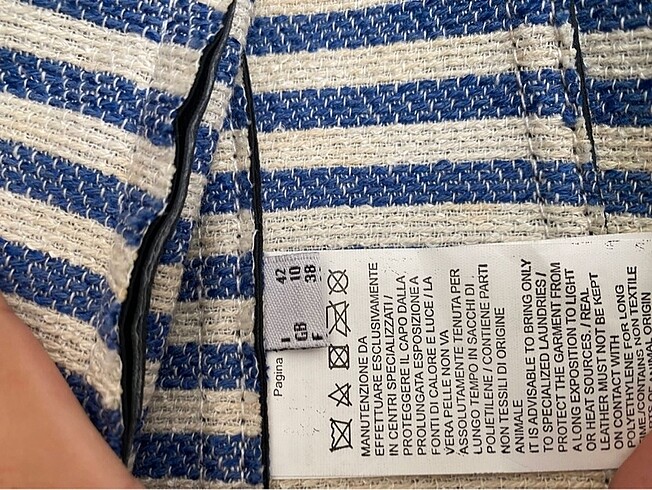 I 42
GB 10
F 38
Pagina
MANUTENZIONE DA
EFFETTUARE ESCLUSIVAMENTE
IN CENTRI SPECIALIZZATI /
PROTEGGERE IL CAPO DALLA
PROLUNGATA ESPOSIZIONE A
FONTI DI CALORE E LUCE / LA
VERA PELLE NON VA
ASSOLUTAMENTE TENUTA PER
LUNGO TEMPO IN SACCHI DI
POLIETILENE / CONTIENE PARTI
NON TESSILI DI ORIGINE
ANIMALE
IT IS ADVISABLE TO BRING ONLY
TO SPECIALIZED LAUNDRIES /
PROTECT THE GARMENT FROM
A LONG EXPOSITION TO LIGHT
OR HEAT SOURCES. / REAL
LEATHER MUST NOT BE KEPT
ON CONTACT WITH
POLYETHYLENE FOR LONG
TIME./CONTAINS NON TEXTILE
PARTS OF ANIMAL ORIGIN